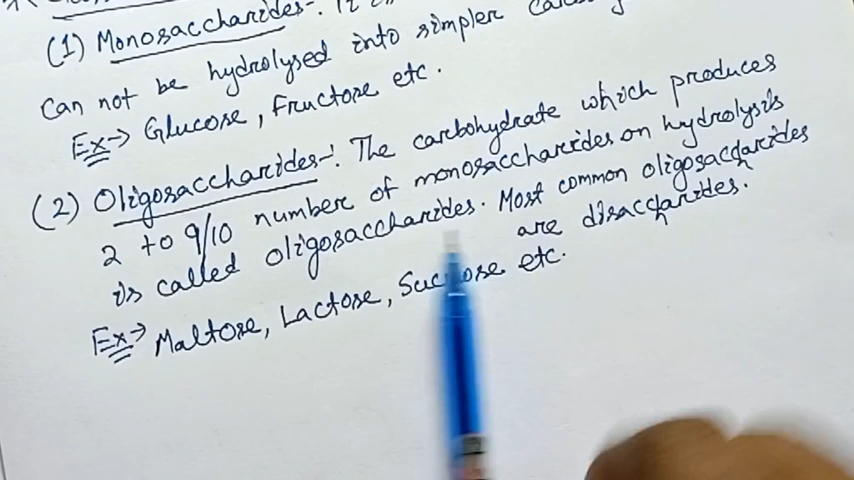 (1) Monosaccharides-:
Can not be hydrolysed into simpler
Ex→ Glucose, Fructose etc.
(2) Oligosaccharides-: The carbohydrate which produces
2 to 9/10 number of monosaccharides on hydrolysis
is called oligosaccharides. Most common oligosaccharides
are disaccharides.
Ex→ Maltose, Lactose, Sucrose etc.